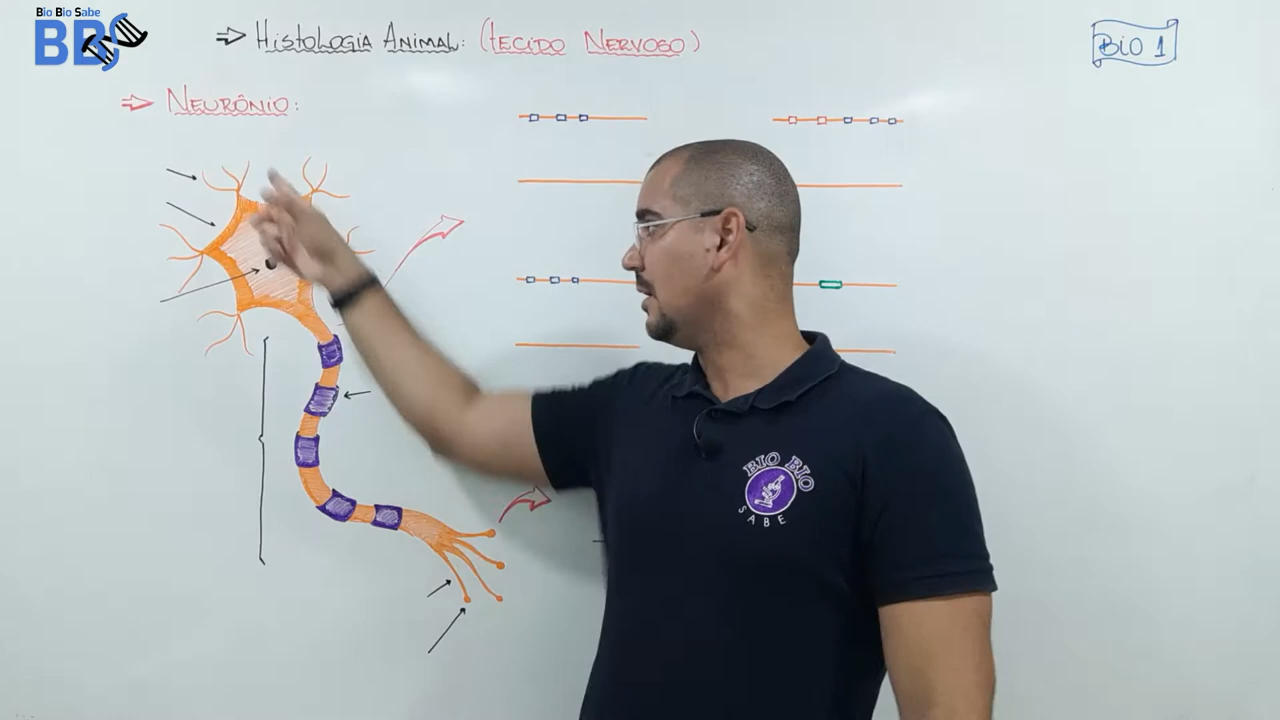 Bio Bio Sabe
BBS
⇒ Histologia Animal: (Tecido Nervoso)
BIO 1
⇒ Neurônio:
BIO BIO
SABE